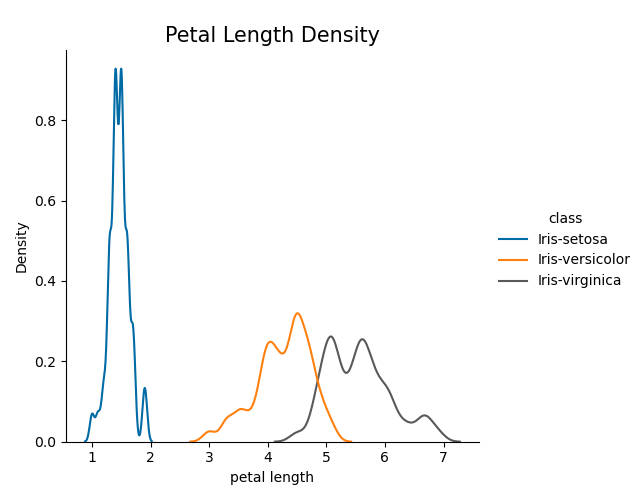 Petal Length Density
Density
0.8
0.6
0.4
0.2
0.0
1 2 3 4 5 6 7
petal length
class
Iris-setosa
Iris-versicolor
Iris-virginica